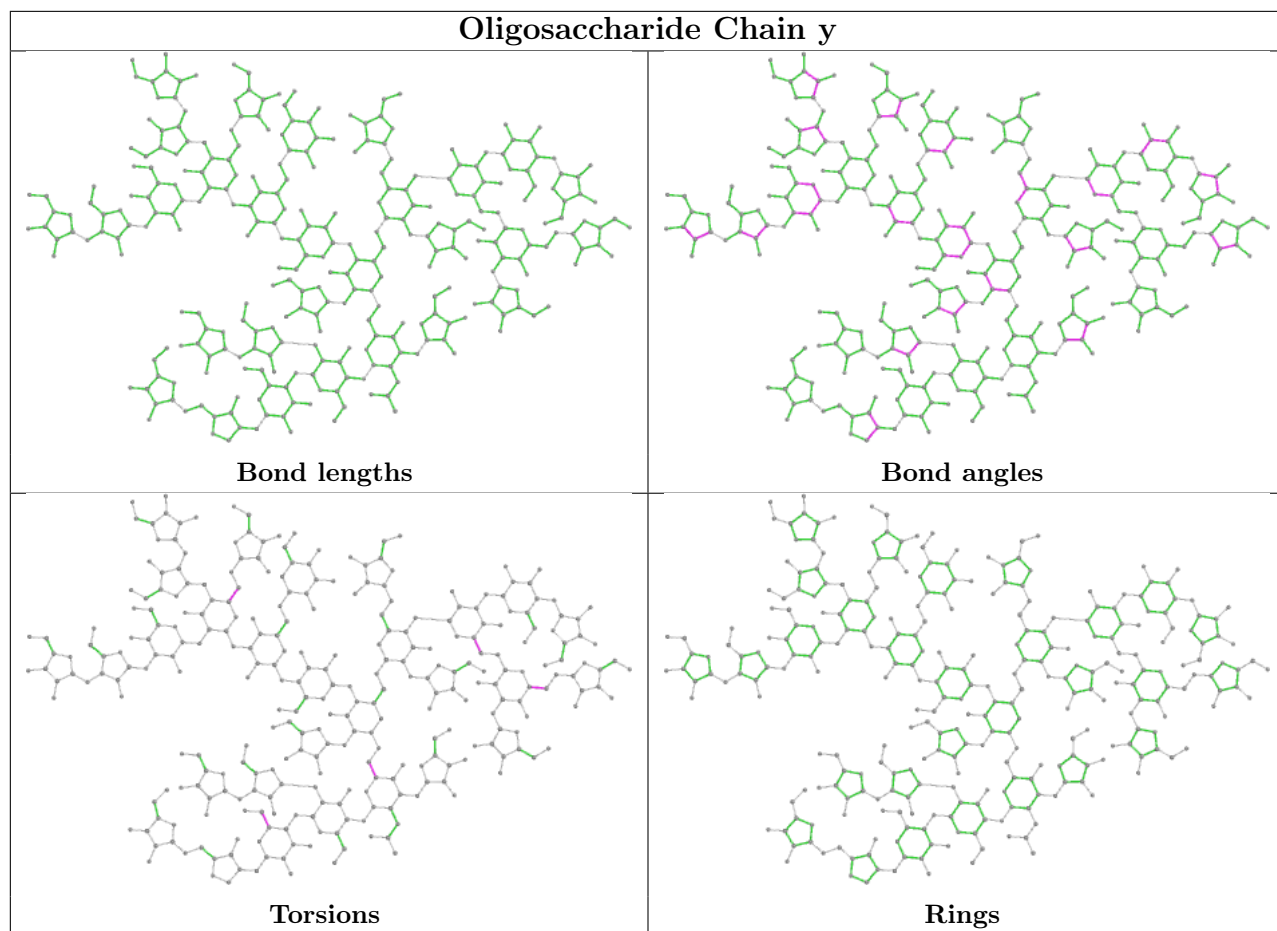 Oligosaccharide Chain y
Bond lengths
Bond angles
Torsions
Rings